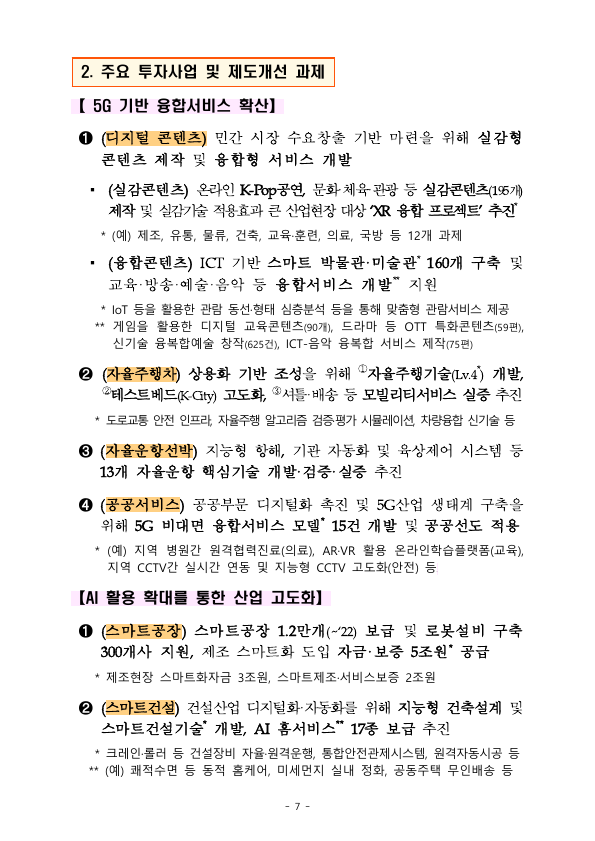 2. 주요 투자사업 및 제도개선 과제
【 5G 기반 융합서비스 확산】
❶ (디지털 콘텐츠) 민간 시장 수요창출 기반 마련을 위해 실감형
콘텐츠 제작 및 융합형 서비스 개발
▪ (실감콘텐츠) 온라인 K-Pop공연, 문화·체육·관광 등 실감콘텐츠(195개)
제작 및 실감기술 적용효과 큰 산업현장 대상 ‘XR 융합 프로젝트’ 추진*
* (예) 제조, 유통, 물류, 건축, 교육·훈련, 의료, 국방 등 12개 과제
▪ (융합콘텐츠) ICT 기반 스마트 박물관·미술관* 160개 구축 및
교육·방송·예술·음악 등 융합서비스 개발** 지원
* IoT 등을 활용한 관람 동선·형태 심층분석 등을 통해 맞춤형 관람서비스 제공
** 게임을 활용한 디지털 교육콘텐츠(90개), 드라마 등 OTT 특화콘텐츠(59편),
신기술 융복합예술 창작(625건), ICT-음악 융복합 서비스 제작(75편)
❷ (자율주행차) 상용화 기반 조성을 위해 ①자율주행기술(Lv.4*) 개발,
②테스트베드(K-City) 고도화, ③셔틀·배송 등 모빌리티서비스 실증 추진
* 도로교통 안전 인프라, 자율주행 알고리즘 검증·평가 시뮬레이션, 차량융합 신기술 등
❸ (자율운항선박) 지능형 항해, 기관 자동화 및 육상제어 시스템 등
13개 자율운항 핵심기술 개발·검증·실증 추진
❹ (공공서비스) 공공부문 디지털화 촉진 및 5G산업 생태계 구축을
위해 5G 비대면 융합서비스 모델* 15건 개발 및 공공선도 적용
* (예) 지역 병원간 원격협력진료(의료), AR·VR 활용 온라인학습플랫폼(교육),
지역 CCTV간 실시간 연동 및 지능형 CCTV 고도화(안전) 등
【AI 활용 확대를 통한 산업 고도화】
❶ (스마트공장) 스마트공장 1.2만개(~‘22) 보급 및 로봇설비 구축
300개사 지원, 제조 스마트화 도입 자금·보증 5조원* 공급
* 제조현장 스마트화자금 3조원, 스마트제조·서비스보증 2조원
❷ (스마트건설) 건설산업 디지털화·자동화를 위해 지능형 건축설계 및
스마트건설기술* 개발, AI 홈서비스** 17종 보급 추진
* 크레인·롤러 등 건설장비 자율·원격운행, 통합안전관제시스템, 원격자동시공 등
** (예) 쾌적수면 등 동적 홈케어, 미세먼지 실내 정화, 공동주택 무인배송 등
- 7 -